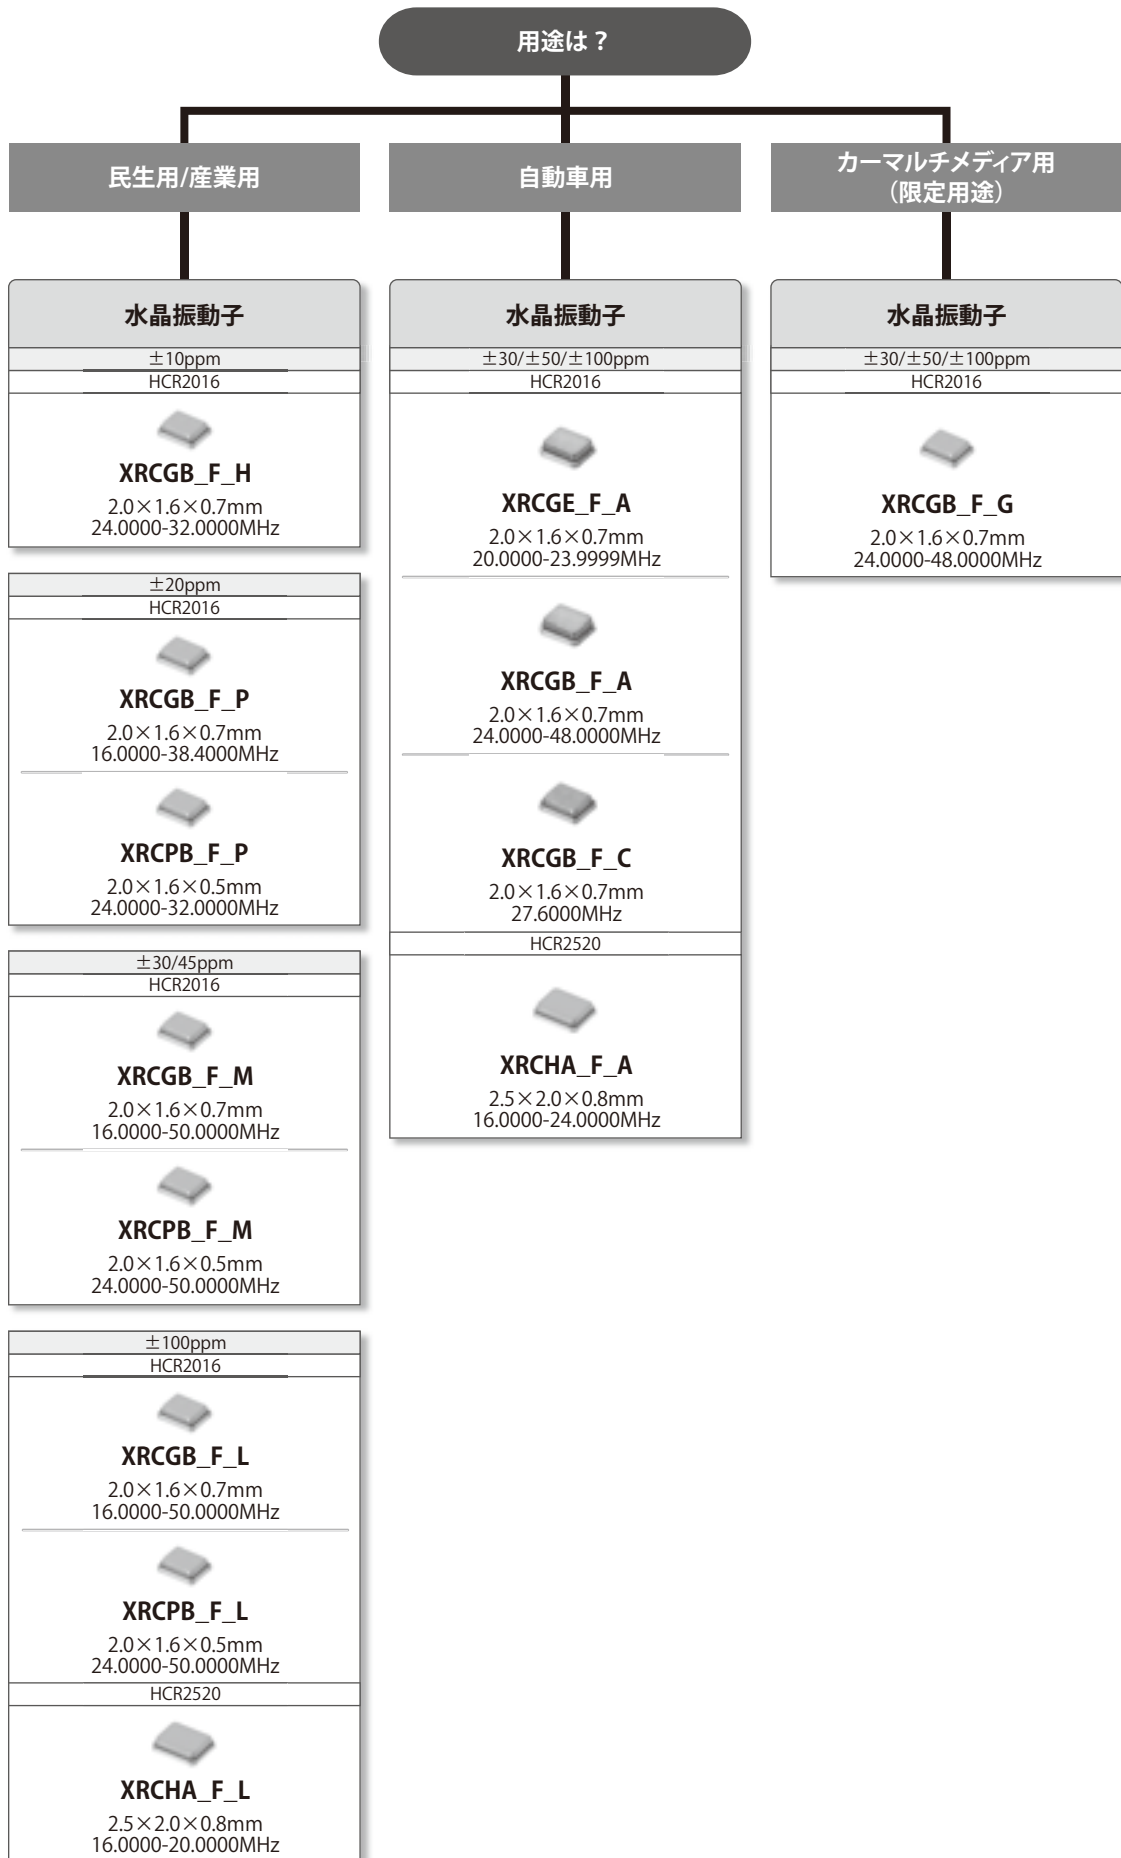 用途は？
民生用/産業用
水晶振動子
±10ppm
HCR2016
XRCGB_F_H
2.0×1.6×0.7mm
24.0000-32.0000MHz
±20ppm
HCR2016
XRCGB_F_P
2.0×1.6×0.7mm
16.0000-38.4000MHz
XRCPB_F_P
2.0×1.6×0.5mm
24.0000-32.0000MHz
±30/45ppm
HCR2016
XRCGB_F_M
2.0×1.6×0.7mm
16.0000-50.0000MHz
XRCPB_F_M
2.0×1.6×0.5mm
24.0000-50.0000MHz
±100ppm
HCR2016
XRCGB_F_L
2.0×1.6×0.7mm
16.0000-50.0000MHz
XRCPB_F_L
2.0×1.6×0.5mm
24.0000-50.0000MHz
HCR2520
XRCHA_F_L
2.5×2.0×0.8mm
16.0000-20.0000MHz
自動車用
水晶振動子
±30/±50/±100ppm
HCR2016
XRCGE_F_A
2.0×1.6×0.7mm
20.0000-23.9999MHz
XRCGB_F_A
2.0×1.6×0.7mm
24.0000-48.0000MHz
XRCGB_F_C
2.0×1.6×0.7mm
27.6000MHz
HCR2520
XRCHA_F_A
2.5×2.0×0.8mm
16.0000-24.0000MHz
カーマルチメディア用
（限定用途）
水晶振動子
±30/±50/±100ppm
HCR2016
XRCGB_F_G
2.0×1.6×0.7mm
24.0000-48.0000MHz